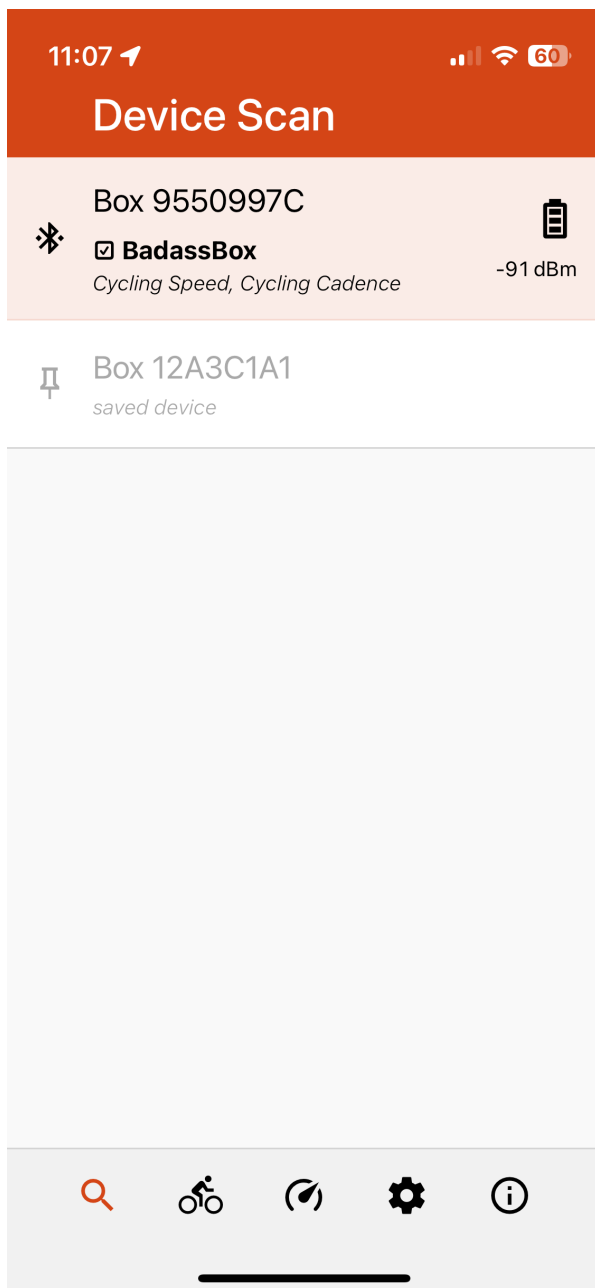 11:07
60
Device Scan
Box 9550997C
BadassBox
Cycling Speed, Cycling Cadence
-91 dBm
Box 12A3C1A1
saved device